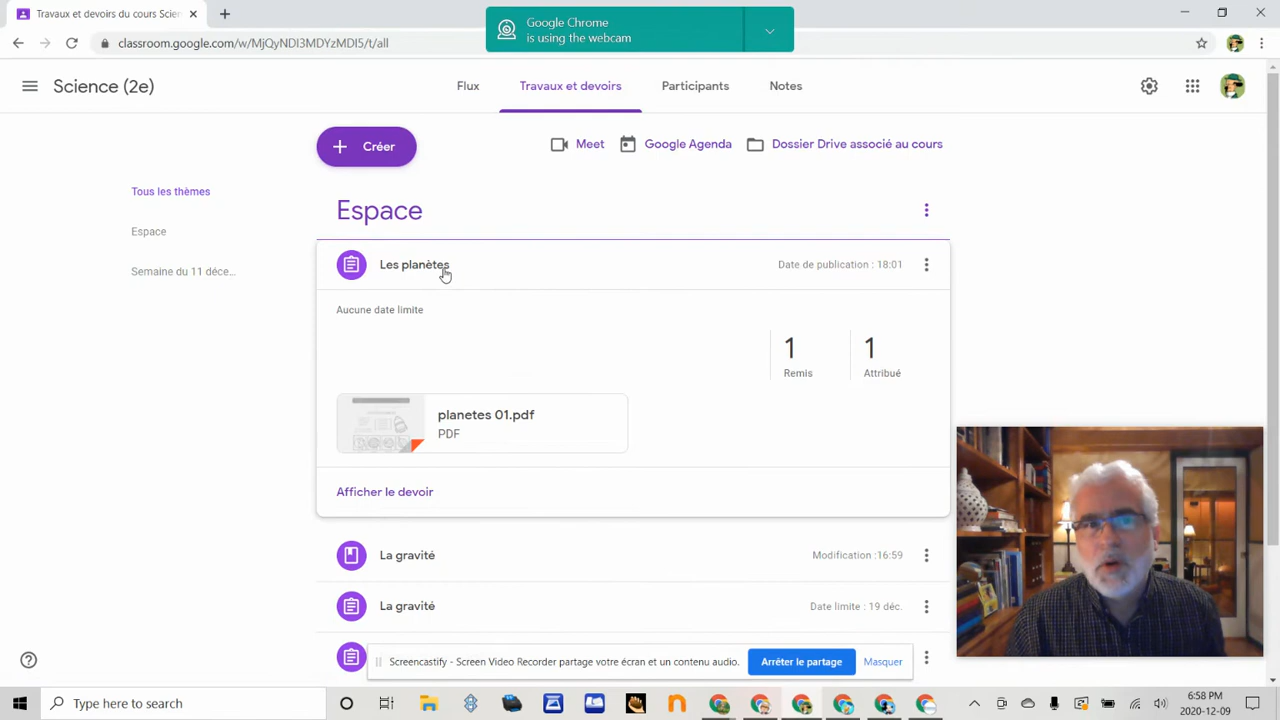 Travaux et devoirs du cours Scien
Google Chrome
is using the webcam
classroom.google.com/w/MjQyNDI3MDYzMDI5/t/all
Science (2e)
Flux
Travaux et devoirs
Participants
Notes
Créer
Meet
Google Agenda
Dossier Drive associé au cours
Tous les thèmes
Espace
Semaine du 11 déce...
Espace
Les planètes
Date de publication : 18:01
Aucune date limite
1
Remis
1
Attribué
planetes 01.pdf
PDF
Afficher le devoir
La gravité
Modification :16:59
La gravité
Date limite : 19 déc.
Screencastify - Screen Video Recorder partage votre écran et un contenu audio.
Arrêter le partage
Masquer
Type here to search
6:58 PM
2020-12-09